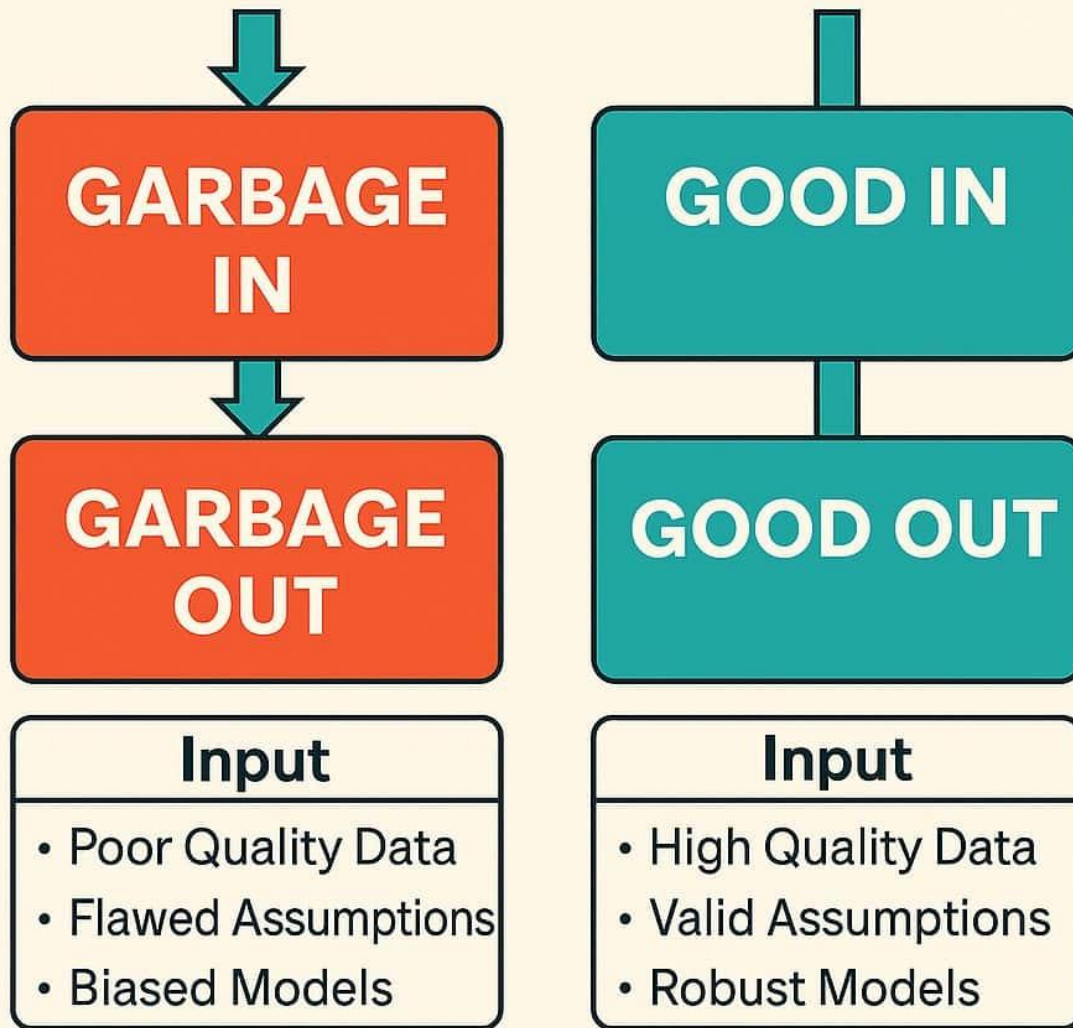 GARBAGE
IN
GARBAGE
OUT
Input
• Poor Quality Data
• Flawed Assumptions
• Biased Models
GOOD IN
GOOD OUT
Input
• High Quality Data
• Valid Assumptions
• Robust Models